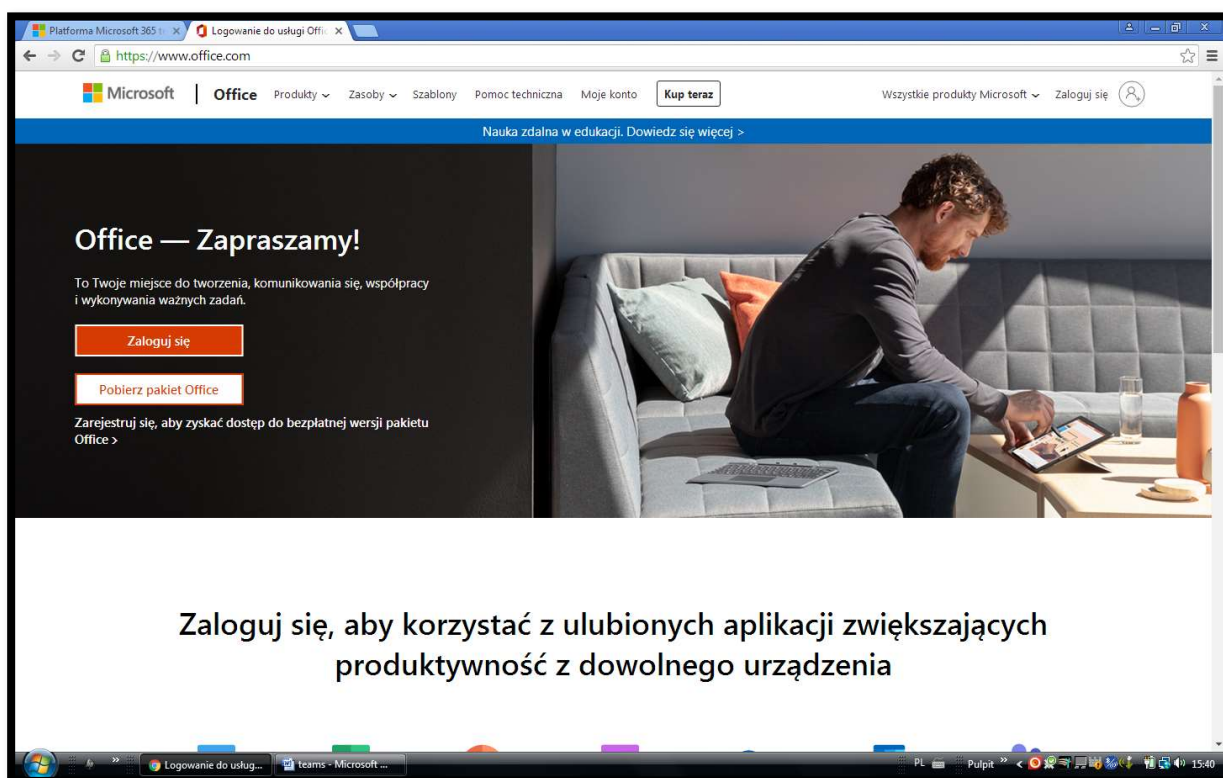 Platforma Microsoft 365
Logowanie do usługi Offi
https://www.office.com
Microsoft Office Produkty Zasoby Szablony Pomoc techniczna Moje konto Kup teraz Wszystkie produkty Microsoft Zaloguj się
Nauka zdalna w edukacji. Dowiedz się więcej >
Office — Zapraszamy!
To Twoje miejsce do tworzenia, komunikowania się, współpracy
i wykonywania ważnych zadań.
Zaloguj się
Pobierz pakiet Office
Zarejestruj się, aby zyskać dostęp do bezpłatnej wersji pakietu
Office >
Zaloguj się, aby korzystać z ulubionych aplikacji zwiększających
produktywność z dowolnego urządzenia
Logowanie do usług... teams - Microsoft ... PL Pulpit » 15:40